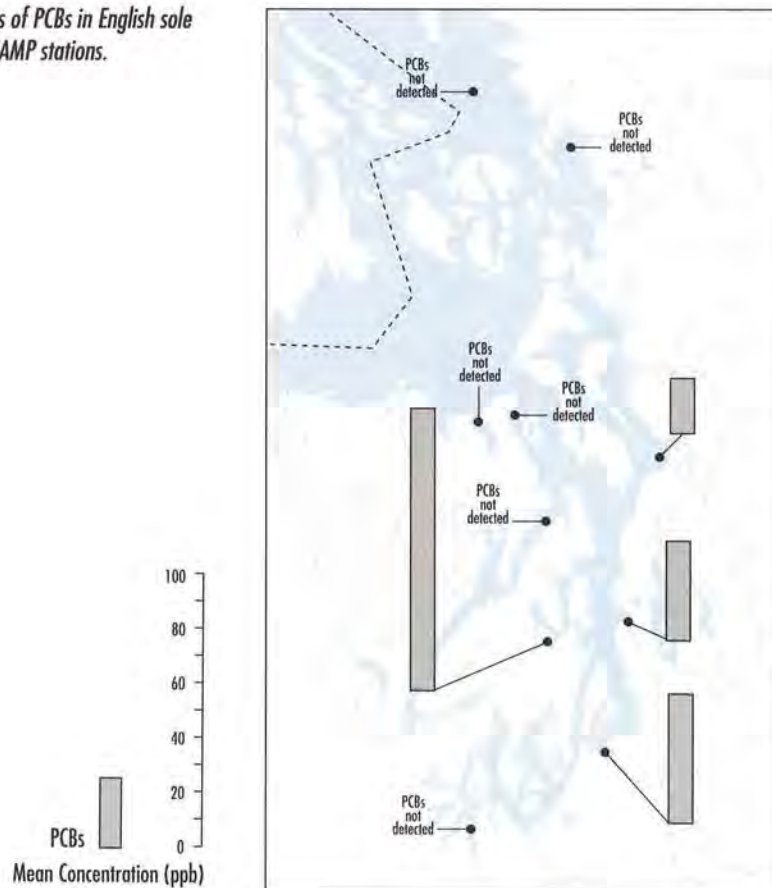 s of PCBs in English sole
AMP stations.
PCBs
not
detected
PCBs
not
detected
PCBs
not
detected
PCBs
not
detected
PCBs
not
detected
100
80
60
40
20
0
PCBs
Mean Concentration (ppb)
PCBs
not
detected